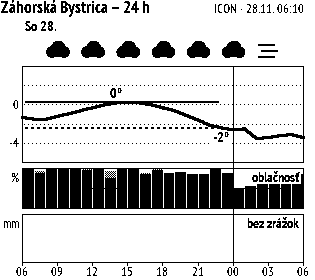 Záhorská Bystrica – 24 h ICON - 28.11. 06:10
So 28.
0°
0
-2°
-4
% oblačnosť
mm bez zrážok
06 09 12 15 18 21 00 03 06